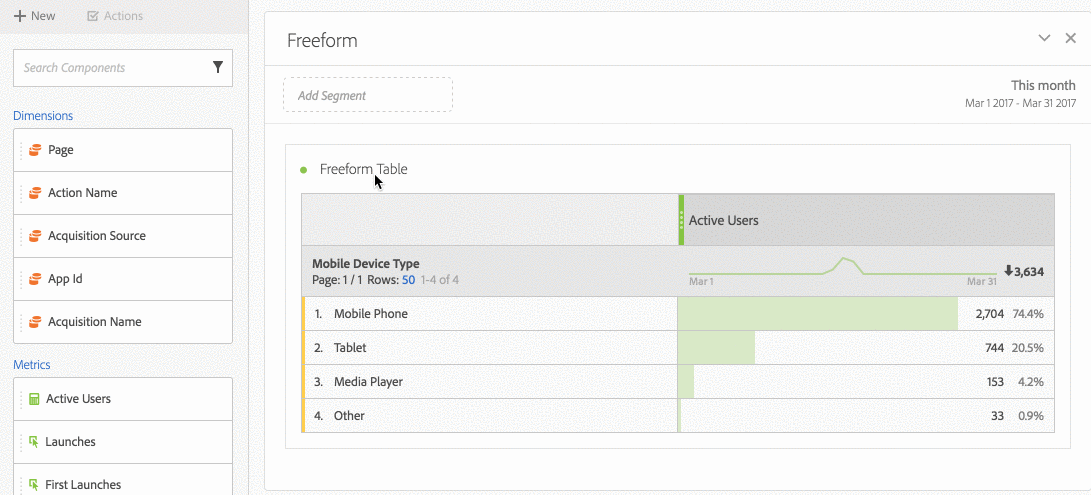 New
Actions
Search Components
Dimensions
Page
Action Name
Acquisition Source
App Id
Acquisition Name
Metrics
Active Users
Launches
First Launches
Freeform
Add Segment
This month
Mar 1 2017 - Mar 31 2017
Freeform Table
Active Users
Mobile Device Type
Page: 1 / 1 Rows: 50 1-4 of 4
Mar 1
Mar 31
3,634
1. Mobile Phone 2,704 74.4%
2. Tablet 744 20.5%
3. Media Player 153 4.2%
4. Other 33 0.9%